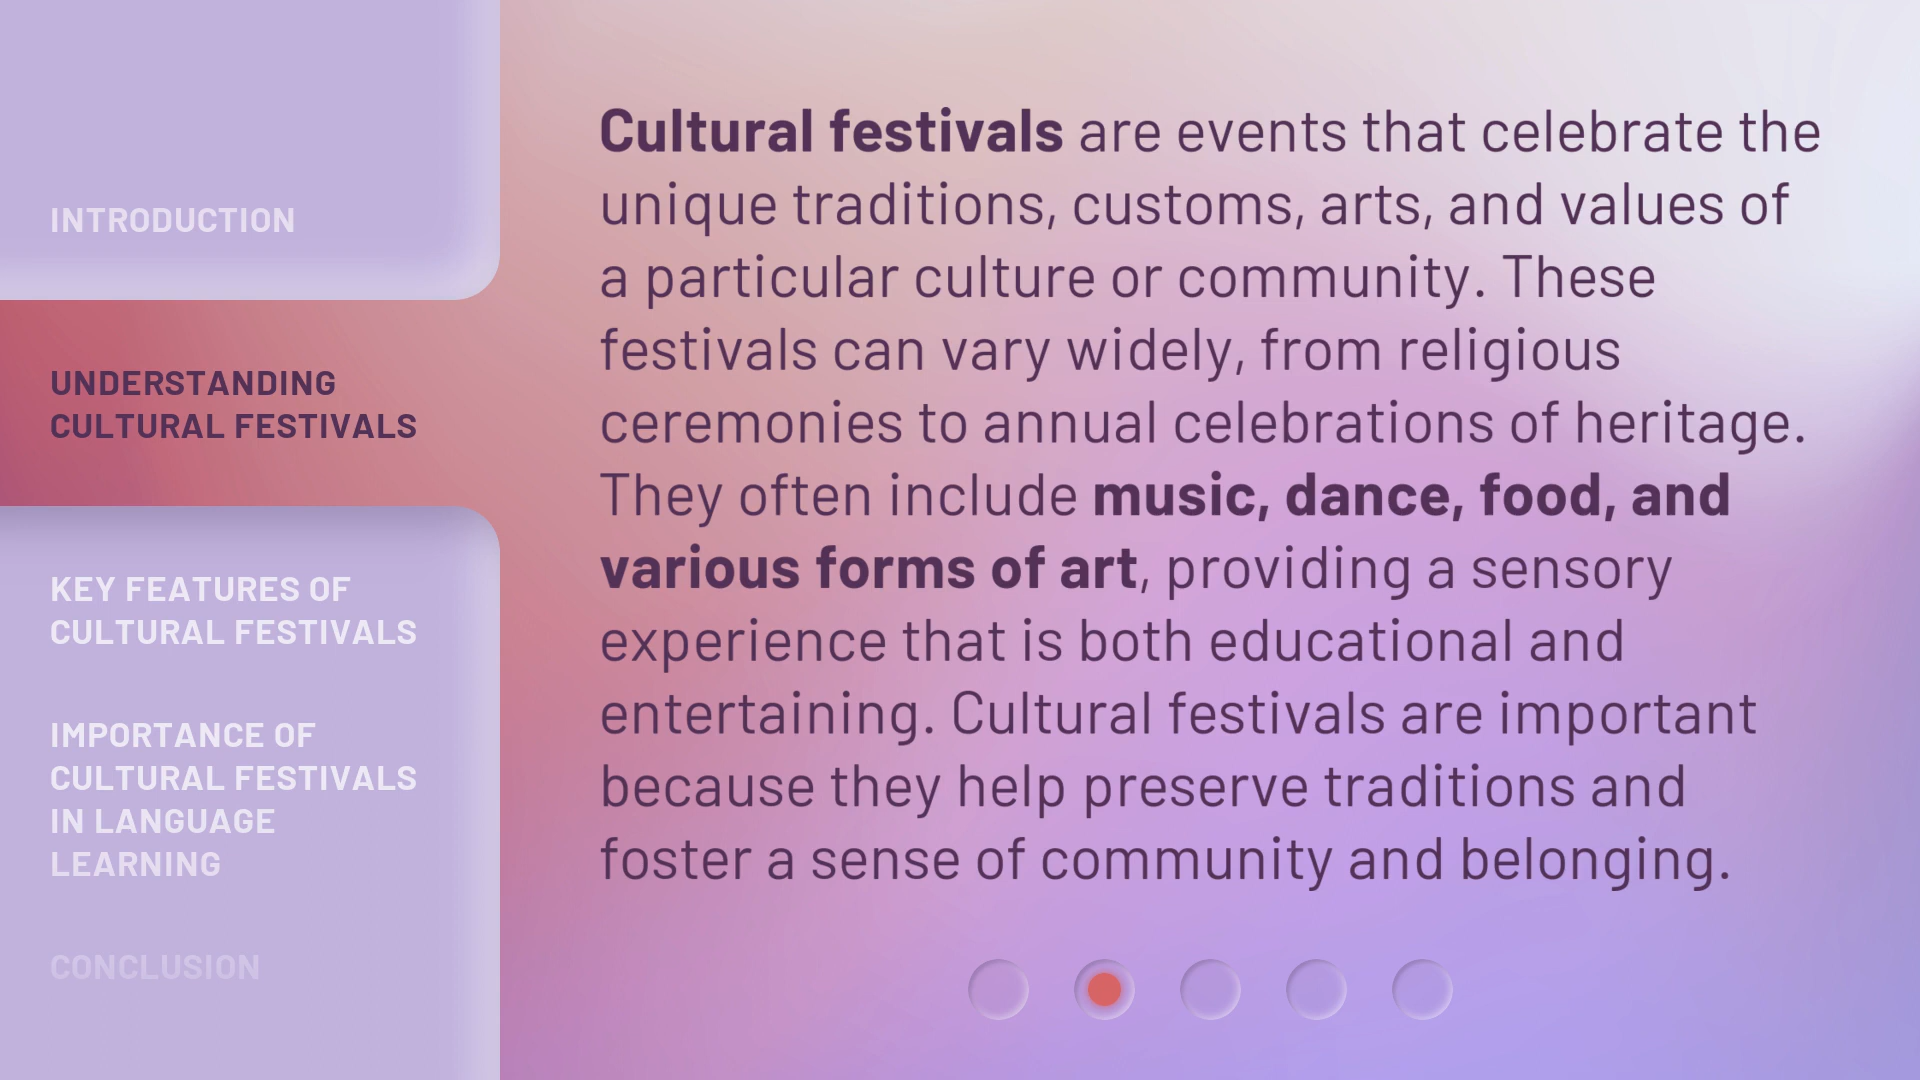 INTRODUCTION
UNDERSTANDING
CULTURAL FESTIVALS
KEY FEATURES OF
CULTURAL FESTIVALS
IMPORTANCE OF
CULTURAL FESTIVALS
IN LANGUAGE
LEARNING
CONCLUSION
Cultural festivals are events that celebrate the
unique traditions, customs, arts, and values of
a particular culture or community. These
festivals can vary widely, from religious
ceremonies to annual celebrations of heritage.
They often include music, dance, food, and
various forms of art, providing a sensory
experience that is both educational and
entertaining. Cultural festivals are important
because they help preserve traditions and
foster a sense of community and belonging.